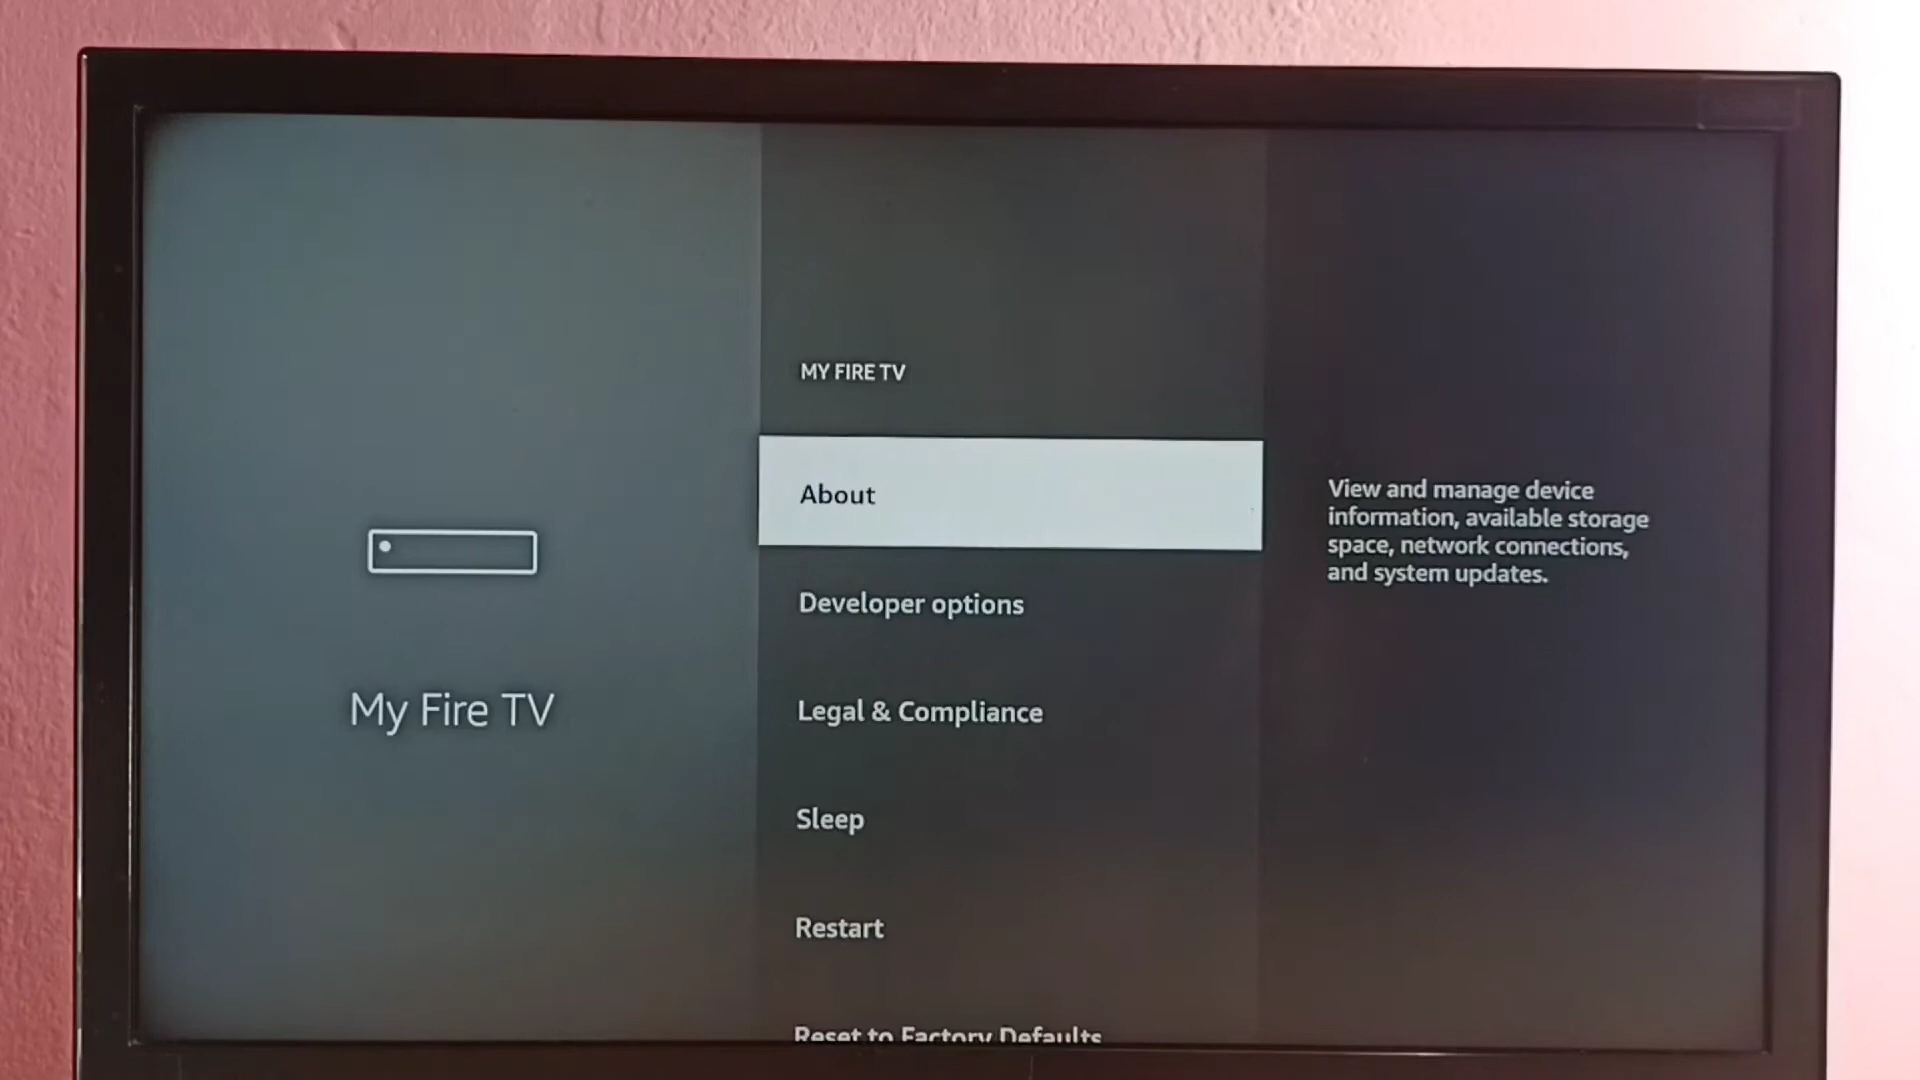 MY FIRE TV
About
View and manage device
information, available storage
space, network connections,
and system updates.
Developer options
My Fire TV
Legal & Compliance
Sleep
Restart
Reset to Factory Defaults